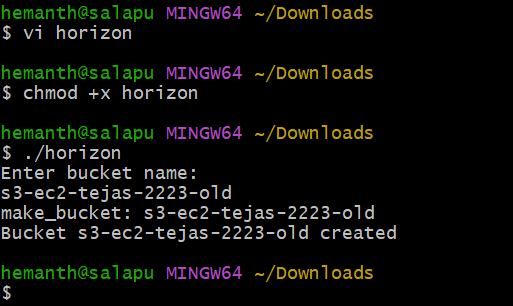 hemanth@salapu MINGW64 ~/Downloads
$ vi horizon
hemanth@salapu MINGW64 ~/Downloads
$ chmod +x horizon
hemanth@salapu MINGW64 ~/Downloads
$ ./horizon
Enter bucket name:
s3-ec2-tejas-2223-old
make_bucket: s3-ec2-tejas-2223-old
Bucket s3-ec2-tejas-2223-old created
hemanth@salapu MINGW64 ~/Downloads
$